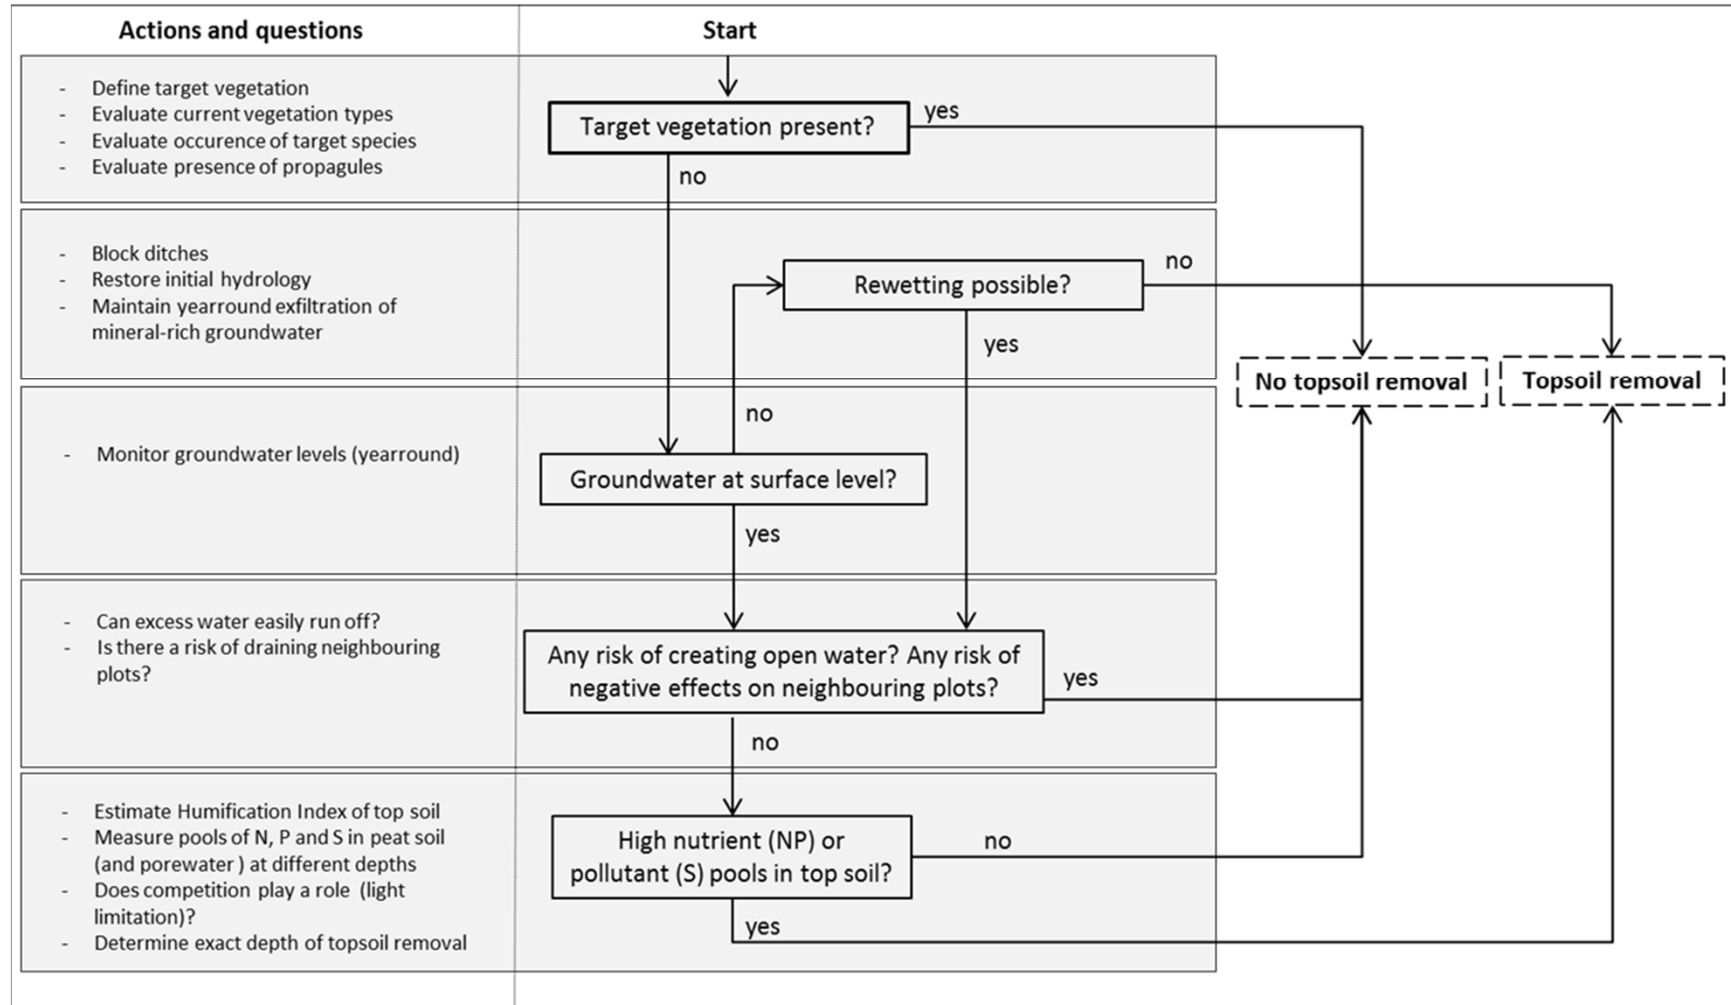 Actions and questions
Start
- Define target vegetation
- Evaluate current vegetation types
- Evaluate occurence of target species
- Evaluate presence of propagules
Target vegetation present?
yes
no
- Block ditches
- Restore initial hydrology
- Maintain yearround exfiltration of
mineral-rich groundwater
Rewetting possible?
no
yes
No topsoil removal
Topsoil removal
- Monitor groundwater levels (yearround)
no
Groundwater at surface level?
yes
- Can excess water easily run off?
- Is there a risk of draining neighbouring
plots?
Any risk of creating open water? Any risk of
negative effects on neighbouring plots?
yes
no
- Estimate Humification Index of top soil
- Measure pools of N, P and S in peat soil
(and porewater ) at different depths
- Does competition play a role (light
limitation)?
- Determine exact depth of topsoil removal
High nutrient (NP) or
pollutant (S) pools in top soil?
no
yes